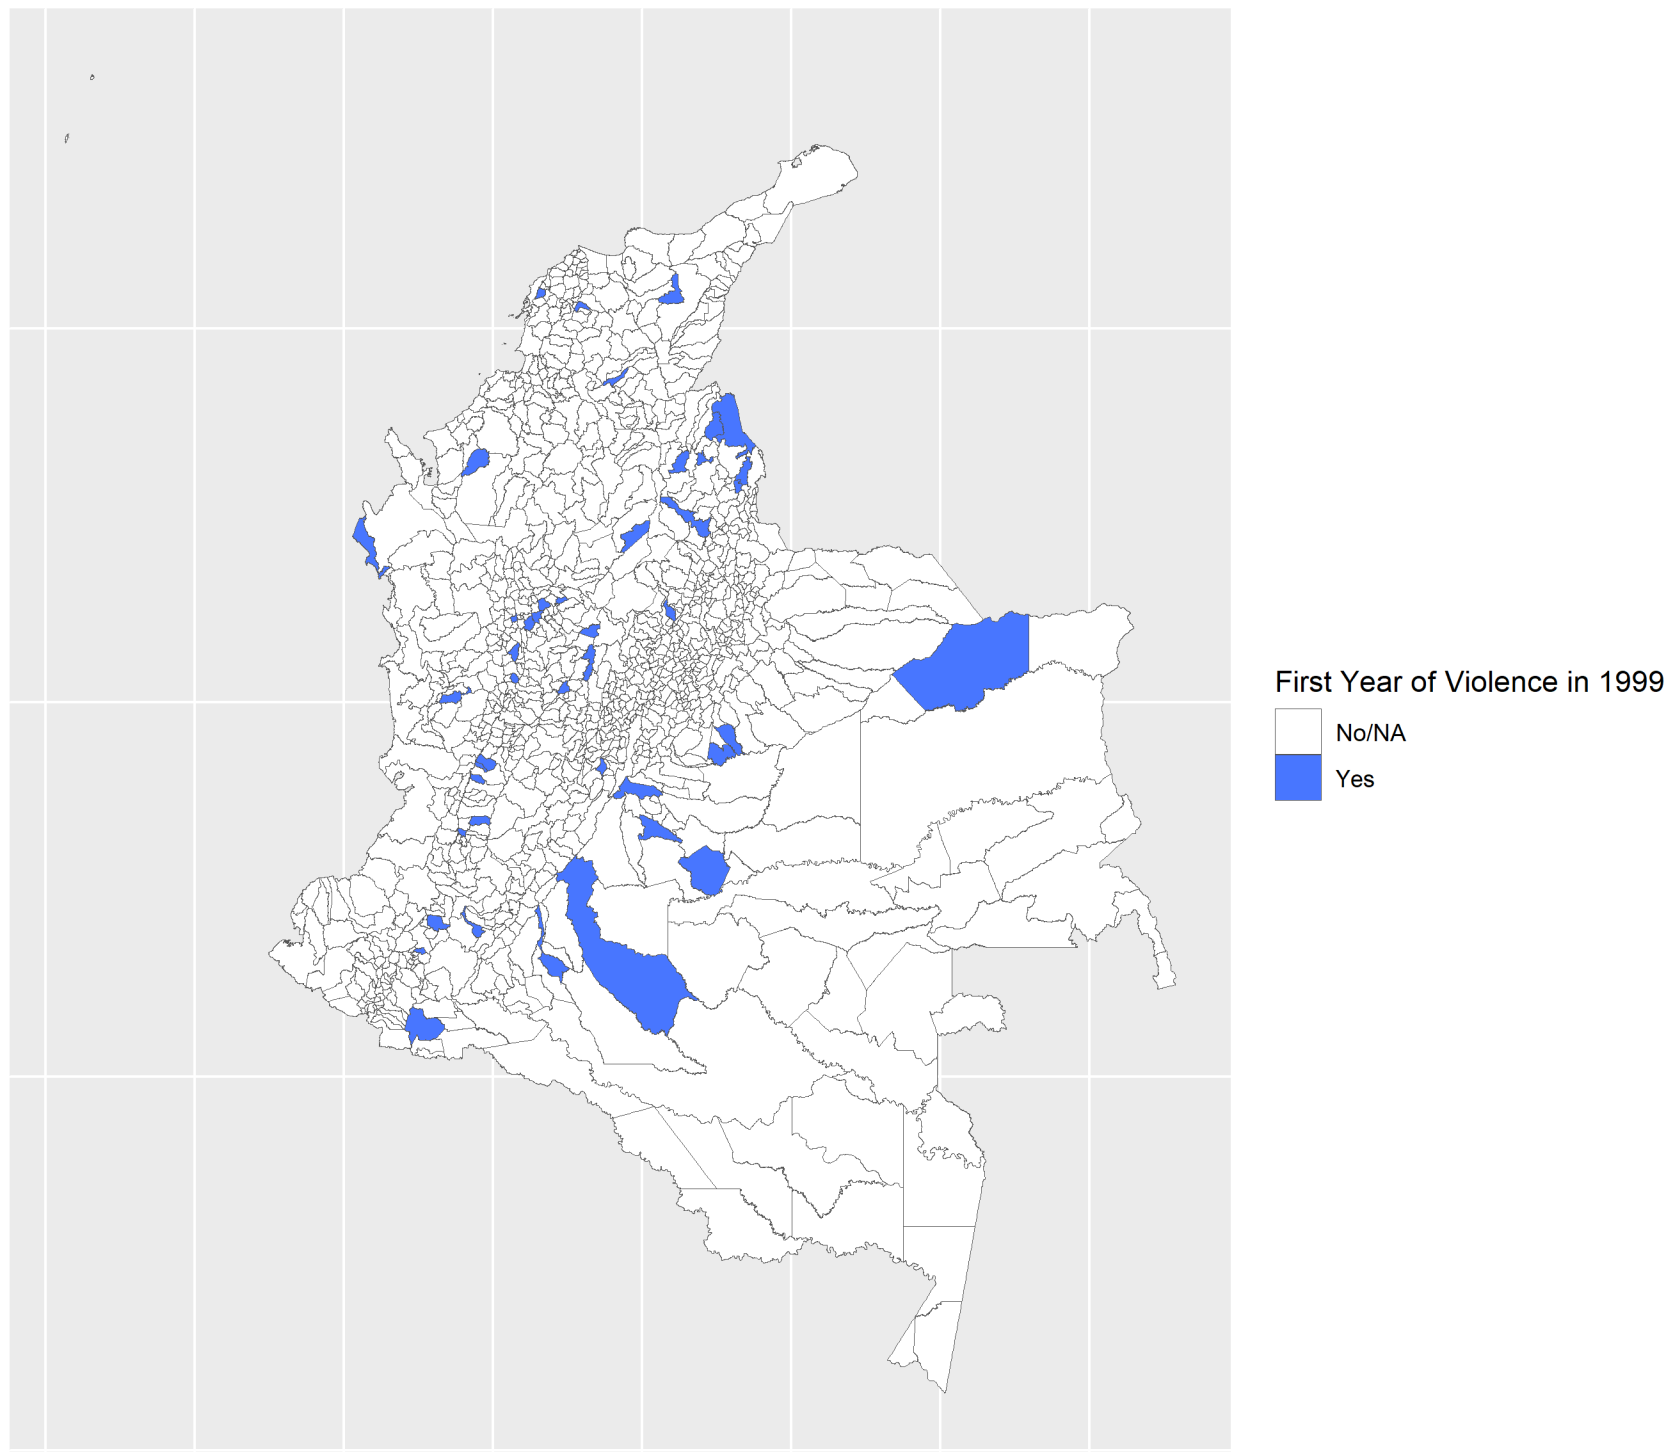 First Year of Violence in 1999
No/NA
Yes